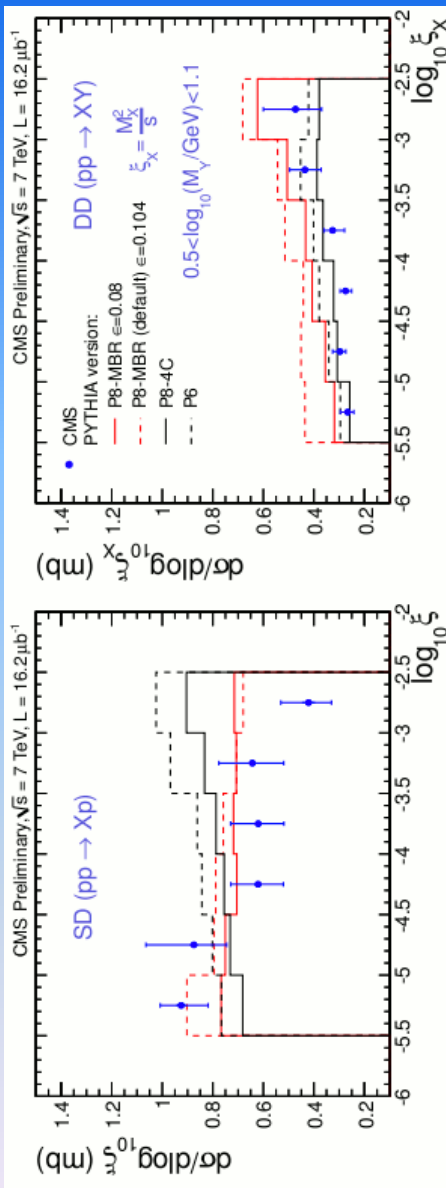 CMS Preliminary, √s = 7 TeV, L = 16.2 μb⁻¹
SD (pp → Xp)
dσ/dlog₁₀ξ (mb)
1.4
1.2
1
0.8
0.6
0.4
0.2
-6
-5.5
-5
-4.5
-4
-3.5
-3
-2.5
-2
log₁₀ξ
CMS Preliminary, √s = 7 TeV, L = 16.2 μb⁻¹
CMS
PYTHIA version:
P8-MBR ε=0.08
P8-MBR (default) ε=0.104
P8-4C
P6
DD (pp → XY)
ξ_X = M_X²/s
0.5<log₁₀(M_Y/GeV)<1.1
dσ/dlog₁₀ξ_X (mb)
1.4
1.2
1
0.8
0.6
0.4
0.2
-6
-5.5
-5
-4.5
-4
-3.5
-3
-2.5
-2
log₁₀ξ_X